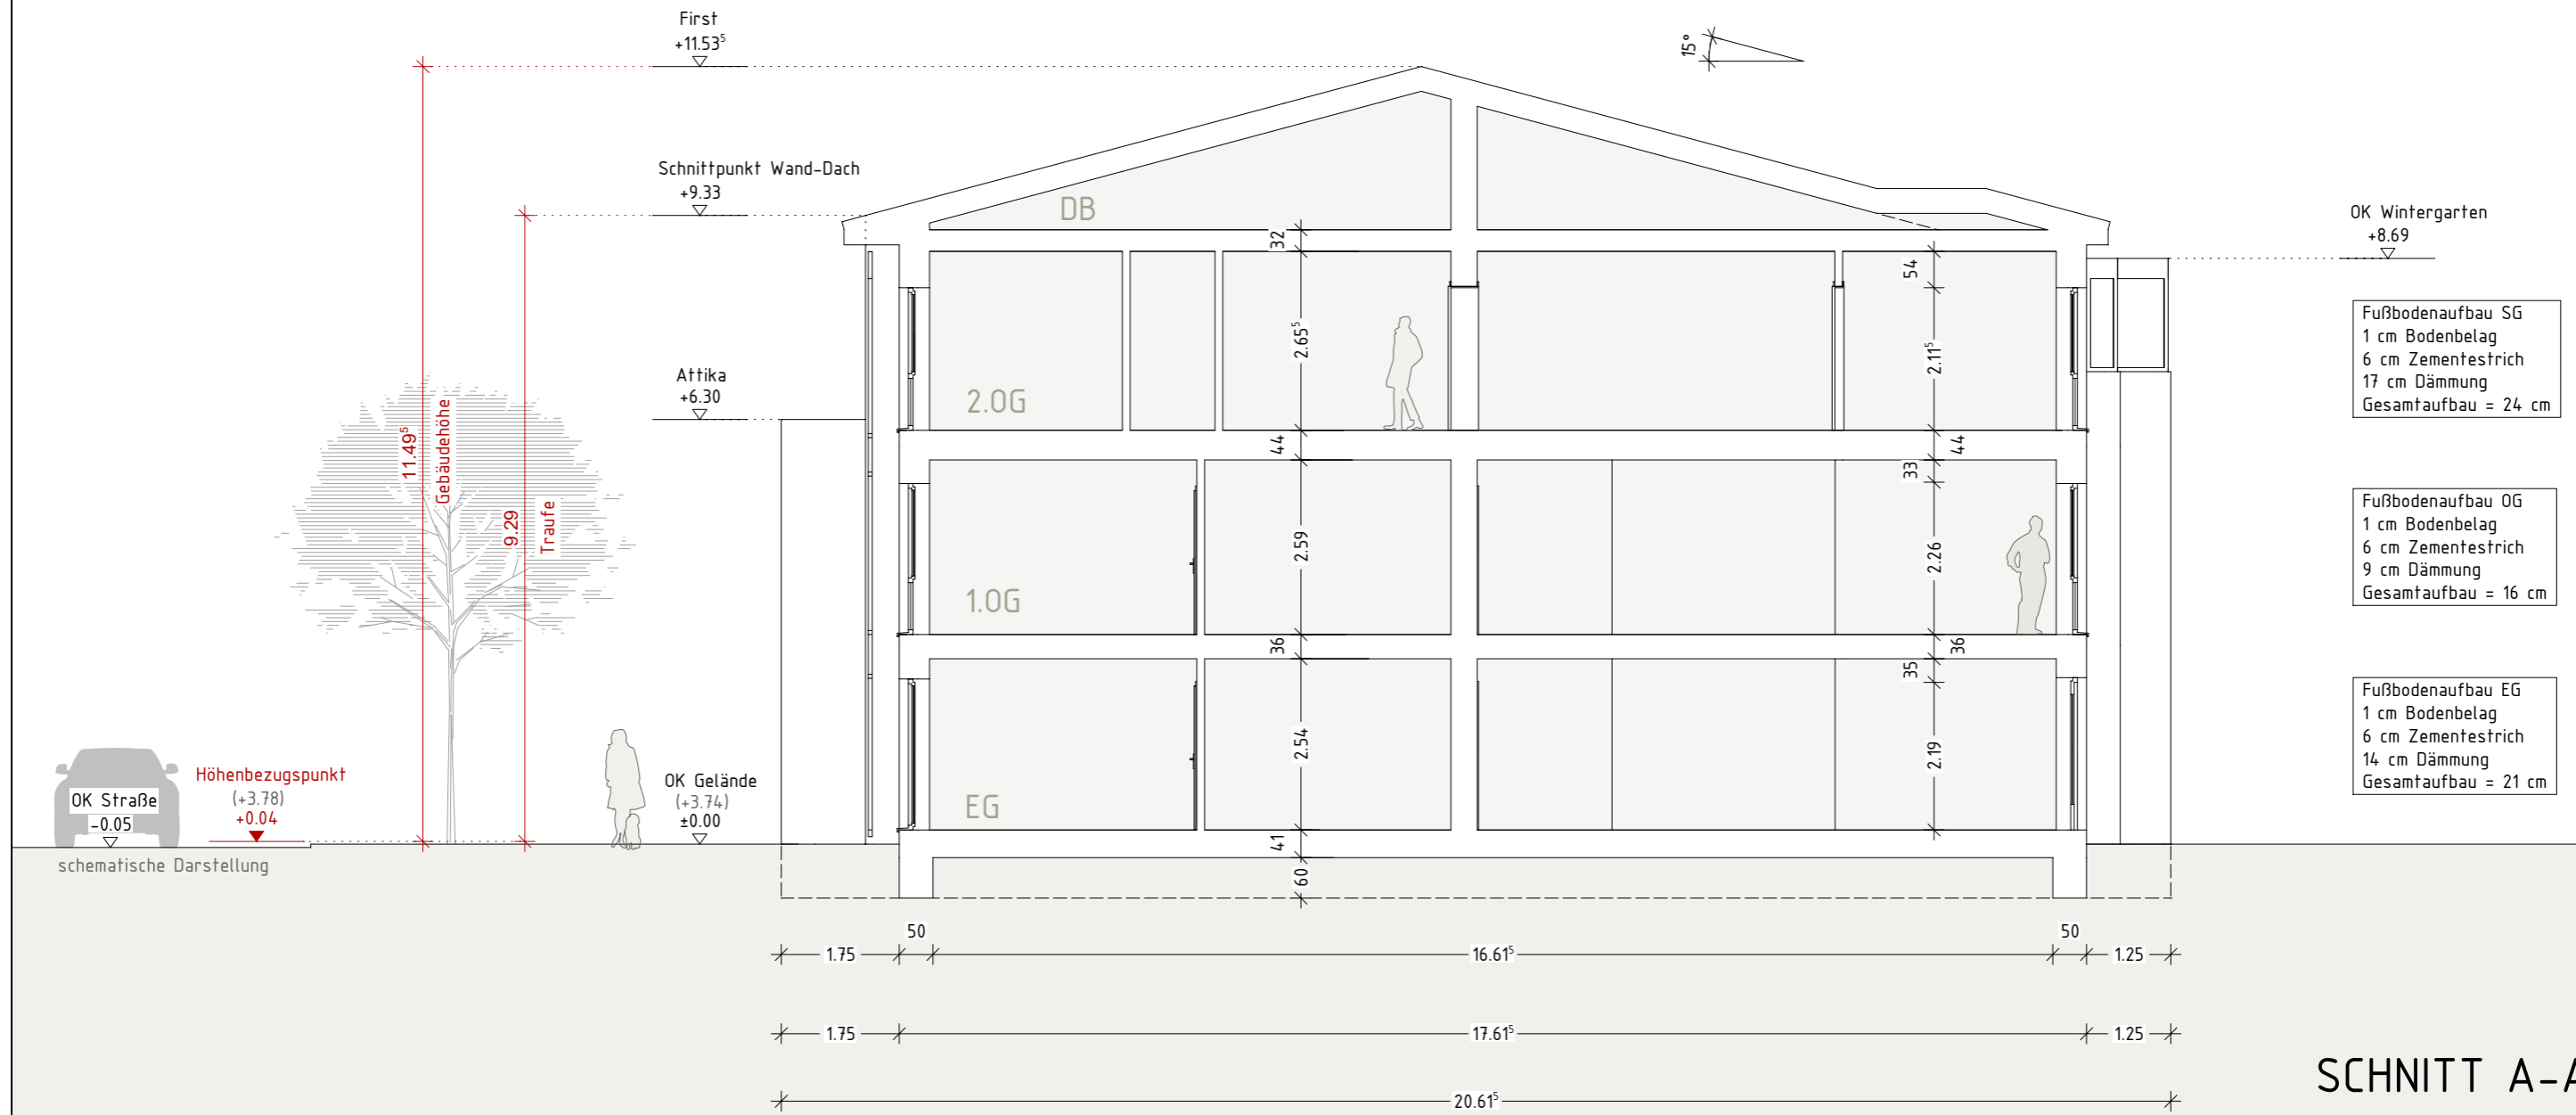 First
+11.53⁵
15°
Schnittpunkt Wand-Dach
+9.33
DB
OK Wintergarten
+8.69
32
54
Fußbodenaufbau SG
1 cm Bodenbelag
6 cm Zementestrich
17 cm Dämmung
Gesamtaufbau = 24 cm
2.65⁵
2.11⁵
Attika
+6.30
2.OG
11.49⁵
Gebäudehöhe
44
44
33
9.29
Traufe
Fußbodenaufbau OG
1 cm Bodenbelag
6 cm Zementestrich
9 cm Dämmung
Gesamtaufbau = 16 cm
2.59
2.26
1.OG
36
36
35
Fußbodenaufbau EG
1 cm Bodenbelag
6 cm Zementestrich
14 cm Dämmung
Gesamtaufbau = 21 cm
2.54
2.19
Höhenbezugspunkt
(+3.78)
+0.04
OK Gelände
(+3.74)
±0.00
OK Straße
-0.05
EG
schematische Darstellung
41
60
50
50
1.75
16.61⁵
1.25
1.75
17.61⁵
1.25
SCHNITT A-A
20.61⁵